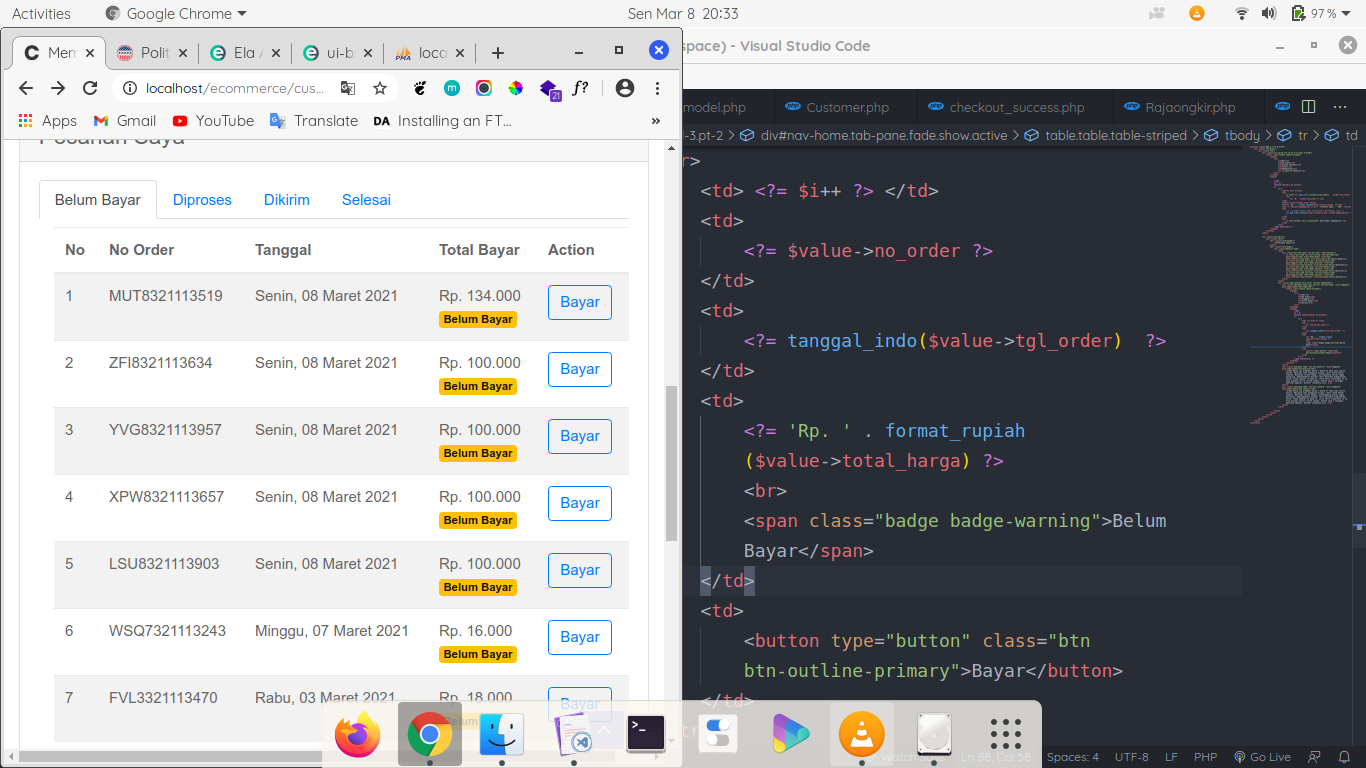 Activities Google Chrome Sen Mar 8 20:33 97 %
space) - Visual Studio Code
Mem Polit Ela A ui-b loca
localhost/ecommerce/cus...
21
f?
Apps Gmail YouTube Translate DA Installing an FT... »
Pesanan Saya
Belum Bayar Diproses Dikirim Selesai
No No Order Tanggal Total Bayar Action
1 MUT8321113519 Senin, 08 Maret 2021 Rp. 134.000 Bayar
Belum Bayar
2 ZFI8321113634 Senin, 08 Maret 2021 Rp. 100.000 Bayar
Belum Bayar
3 YVG8321113957 Senin, 08 Maret 2021 Rp. 100.000 Bayar
Belum Bayar
4 XPW8321113657 Senin, 08 Maret 2021 Rp. 100.000 Bayar
Belum Bayar
5 LSU8321113903 Senin, 08 Maret 2021 Rp. 100.000 Bayar
Belum Bayar
6 WSQ7321113243 Minggu, 07 Maret 2021 Rp. 16.000 Bayar
Belum Bayar
7 FVL3321113470 Rabu, 03 Maret 2021 Rp. 18.000 Bayar
Belum
model.php Customer.php checkout_success.php Rajaongkir.php
-3.pt-2 > div#nav-home.tab-pane.fade.show.active > table.table.table-striped > tbody > tr > td
r>
<td> <?= $i++ ?> </td>
<td>
<?= $value->no_order ?>
</td>
<td>
<?= tanggal_indo($value->tgl_order)  ?>
</td>
<td>
<?= 'Rp. ' . format_rupiah
($value->total_harga) ?>
<br>
<span class="badge badge-warning">Belum
Bayar</span>
</td>
<td>
<button type="button" class="btn
btn-outline-primary">Bayar</button>
</td>
Ln 88, Col 58 Spaces: 4 UTF-8 LF PHP Go Live